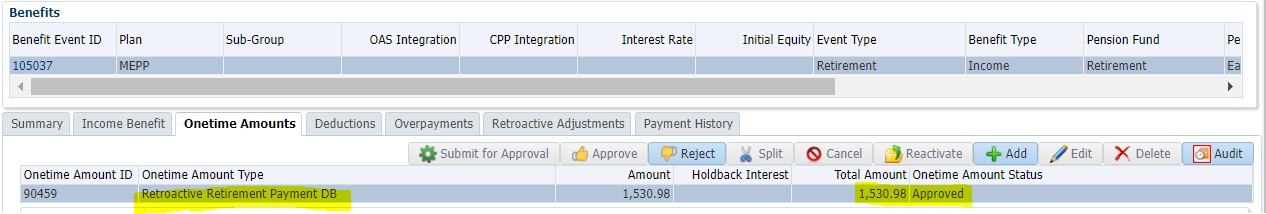 Benefits
Benefit Event ID Plan Sub-Group OAS Integration CPP Integration Interest Rate Initial Equity Event Type Benefit Type Pension Fund Pe
105037 MEPP Retirement Income Retirement Ea
Summary Income Benefit Onetime Amounts Deductions Overpayments Retroactive Adjustments Payment History
Submit for Approval Approve Reject Split Cancel Reactivate Add Edit Delete Audit
Onetime Amount ID Onetime Amount Type Amount Holdback Interest Total Amount Onetime Amount Status
90459 Retroactive Retirement Payment DB 1,530.98 1,530.98 Approved